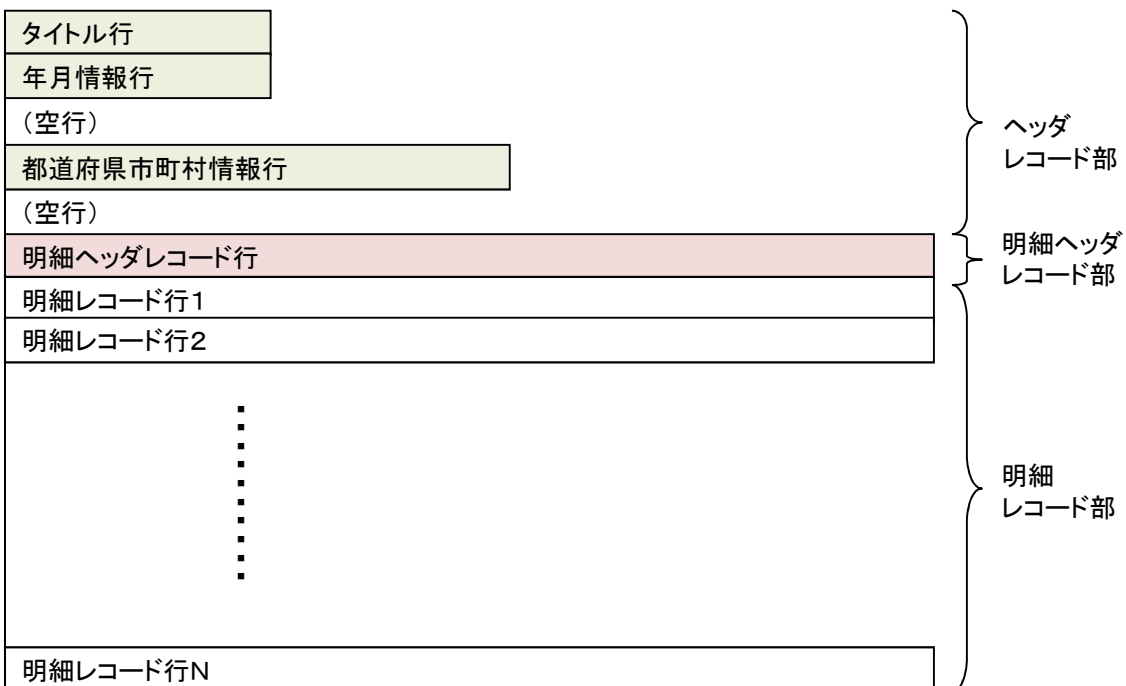 タイトル行
年月情報行
（空行）
都道府県市町村情報行
（空行）
明細ヘッダレコード行
明細レコード行１
明細レコード行２
明細レコード行Ｎ
ヘッダ
レコード部
明細ヘッダ
レコード部
明細
レコード部